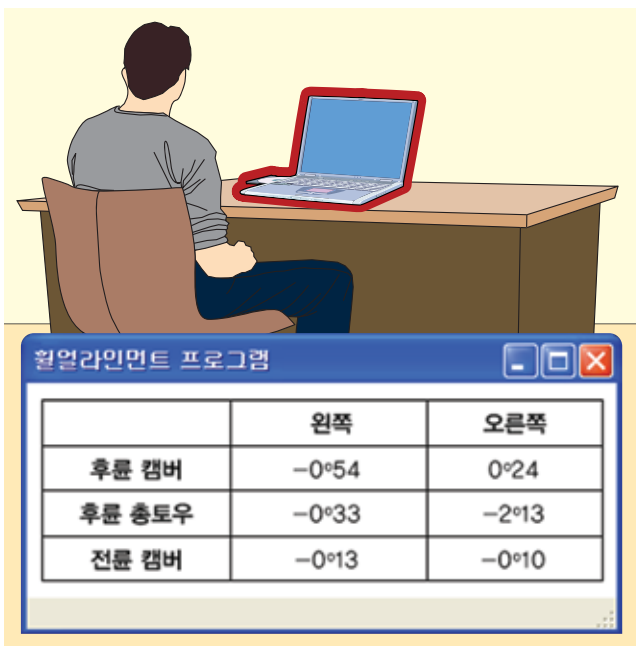 휠얼라인먼트 프로그램
왼쪽 오른쪽
후륜 캠버 -0°54 0°24
후륜 총토우 -0°33 -2°13
전륜 캠버 -0°13 -0°10